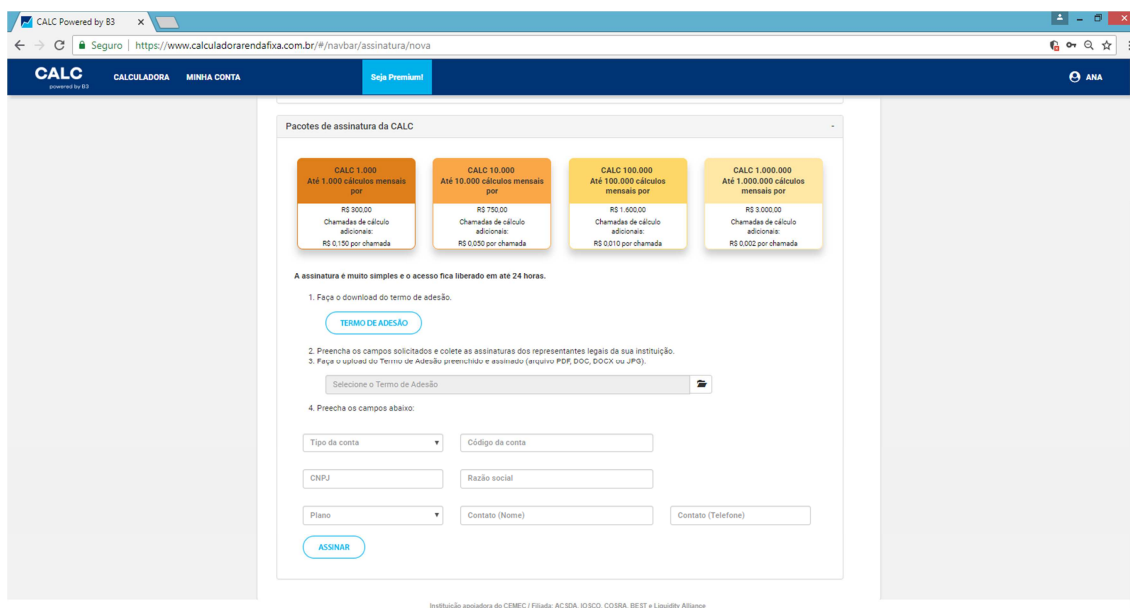 CALC Powered by B3
Seguro | https://www.calculadorarendafixa.com.br/#/navbar/assinatura/nova
CALC
powered by B3
CALCULADORA
MINHA CONTA
Seja Premium!
ANA
Pacotes de assinatura da CALC
CALC 1.000
Até 1.000 cálculos mensais
por
R$ 300,00
Chamadas de cálculo
adicionais:
R$ 0,150 por chamada
CALC 10.000
Até 10.000 cálculos mensais
por
R$ 750,00
Chamadas de cálculo
adicionais:
R$ 0,050 por chamada
CALC 100.000
Até 100.000 cálculos
mensais por
R$ 1.600,00
Chamadas de cálculo
adicionais:
R$ 0,010 por chamada
CALC 1.000.000
Até 1.000.000 cálculos
mensais por
R$ 3.000,00
Chamadas de cálculo
adicionais:
R$ 0,002 por chamada
A assinatura é muito simples e o acesso fica liberado em até 24 horas.
1. Faça o download do termo de adesão.
TERMO DE ADESÃO
2. Preencha os campos solicitados e colete as assinaturas dos representantes legais da sua instituição.
3. Faça o upload do Termo de Adesão preenchido e assinado (arquivo PDF, DOC, DOCX ou JPG).
Selecione o Termo de Adesão
4. Preecha os campos abaixo:
Tipo da conta
Código da conta
CNPJ
Razão social
Plano
Contato (Nome)
Contato (Telefone)
ASSINAR
Instituição apoiadora do CEMEC / Filiada: ACSDA, IOSCO, COSRA, BEST e Liquidity Alliance